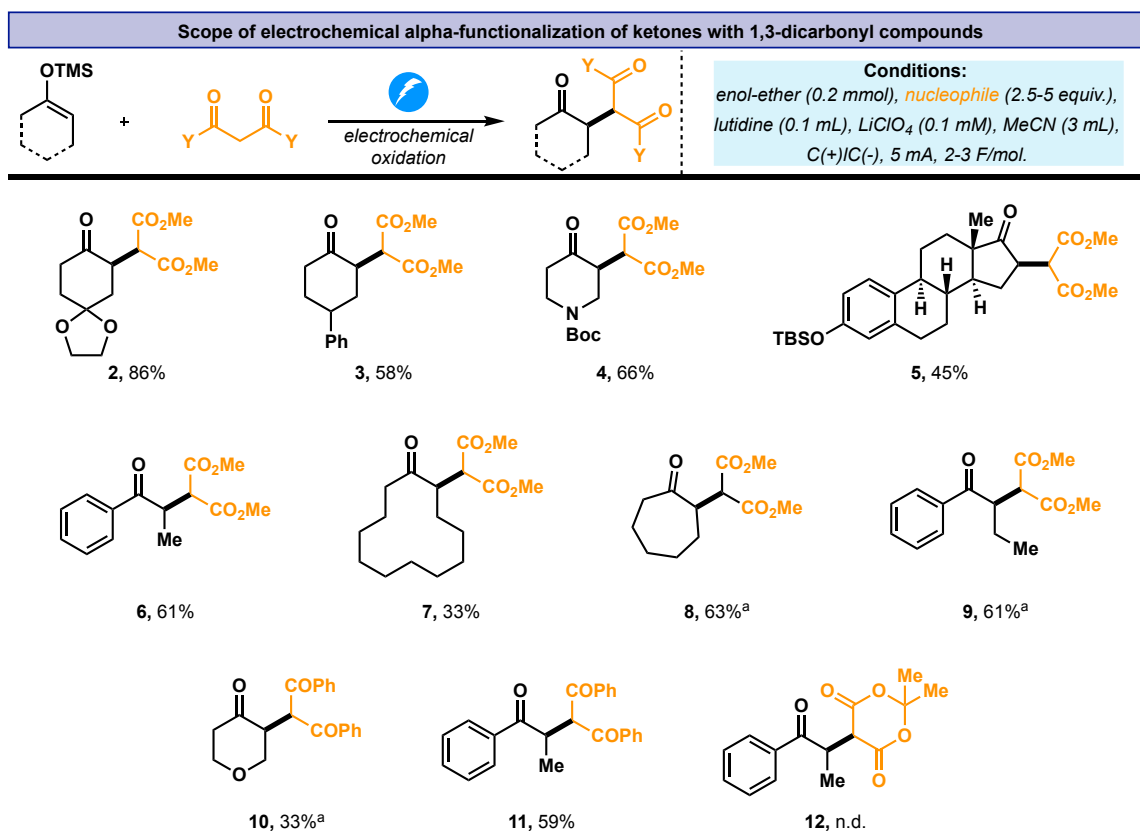 Scope of electrochemical alpha-functionalization of ketones with 1,3-dicarbonyl compounds
OTMS
+
O O
Y Y
electrochemical
oxidation
O
Y O
O
Y
Conditions:
enol-ether (0.2 mmol), nucleophile (2.5-5 equiv.),
lutidine (0.1 mL), LiClO4 (0.1 mM), MeCN (3 mL),
C(+)IC(-), 5 mA, 2-3 F/mol.
O
CO2Me
CO2Me
O O
2, 86%
O
CO2Me
CO2Me
Ph
3, 58%
O
CO2Me
CO2Me
N
Boc
4, 66%
Me O
CO2Me
CO2Me
H
H H
TBSO
5, 45%
O
CO2Me
CO2Me
Me
6, 61%
O
CO2Me
CO2Me
7, 33%
O
CO2Me
CO2Me
8, 63%a
O
CO2Me
CO2Me
Me
9, 61%a
O
COPh
COPh
O
10, 33%a
O
COPh
COPh
Me
11, 59%
Me
O Me
O
O
O
Me
O
12, n.d.